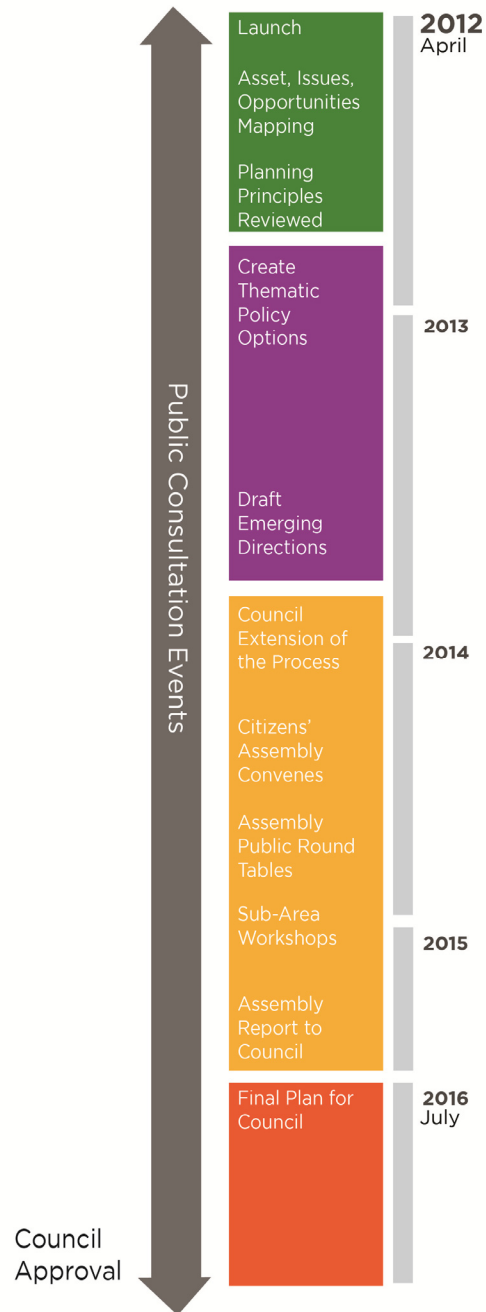 Launch
Asset, Issues,
Opportunities
Mapping
Planning
Principles
Reviewed
Create
Thematic
Policy
Options
Draft
Emerging
Directions
Council
Extension of
the Process
Citizens’
Assembly
Convenes
Assembly
Public Round
Tables
Sub-Area
Workshops
Assembly
Report to
Council
Final Plan for
Council
2012
April
2013
2014
2015
2016
July
Public Consultation Events
Council
Approval